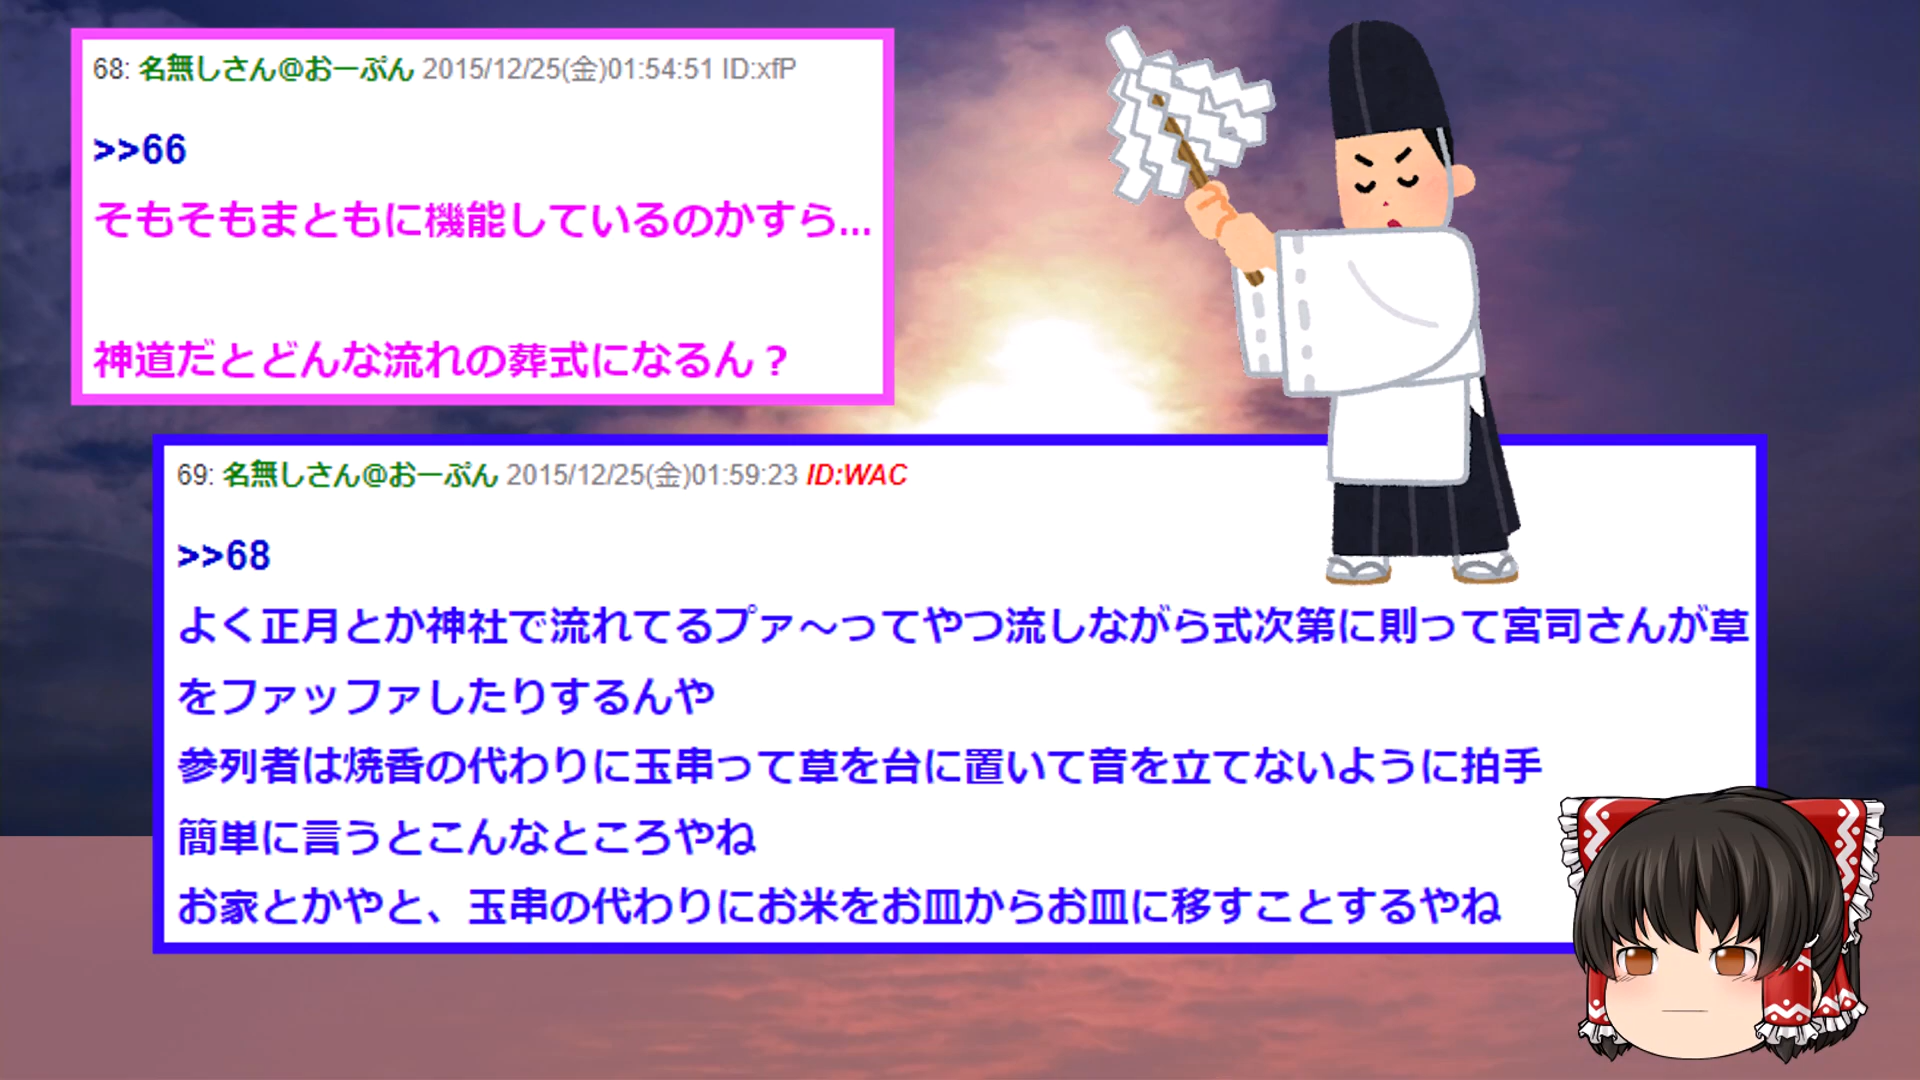 68: 名無しさん＠おーぷん 2015/12/25(金)01:54:51 ID:xfP
>>66
そもそもまともに機能しているのかすら...
神道だとどんな流れの葬式になるん？
69: 名無しさん＠おーぷん 2015/12/25(金)01:59:23 ID:WAC
>>68
よく正月とか神社で流れてるプァ～ってやつ流しながら式次第に則って宮司さんが草
をファッファしたりするんや
参列者は焼香の代わりに玉串って草を台に置いて音を立てないように拍手
簡単に言うとこんなところやね
お家とかやと、玉串の代わりにお米をお皿からお皿に移すことするやね